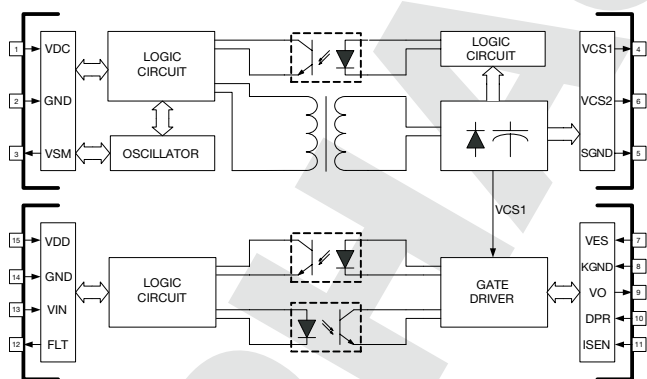 1 VDC
2 GND
3 VSM
LOGIC
CIRCUIT
OSCILLATOR
LOGIC
CIRCUIT
VCS1 4
VCS2 6
SGND 5
VCS1
15 VDD
14 GND
13 VIN
12 FLT
LOGIC
CIRCUIT
GATE
DRIVER
VES 7
KGND 8
VO 9
DPR 10
ISEN 11